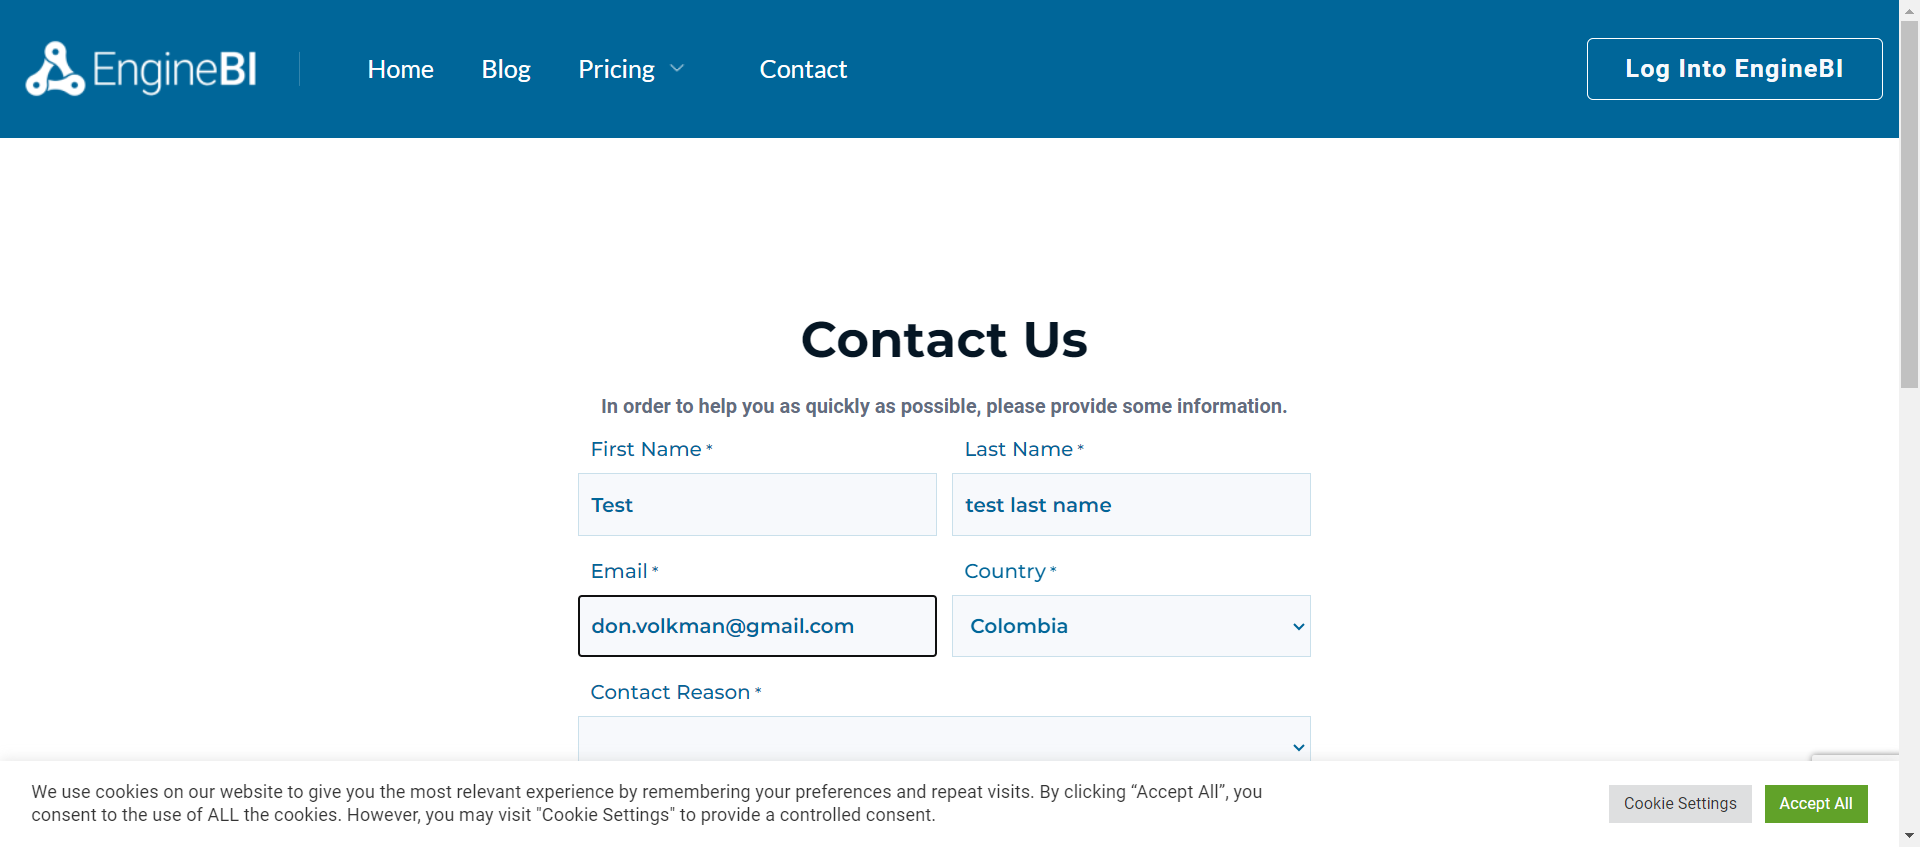 EngineBI
Home Blog Pricing Contact
Log Into EngineBI
Contact Us
In order to help you as quickly as possible, please provide some information.
First Name * Last Name *
Test test last name
Email * Country *
don.volkman@gmail.com Colombia
Contact Reason *
We use cookies on our website to give you the most relevant experience by remembering your preferences and repeat visits. By clicking “Accept All”, you
consent to the use of ALL the cookies. However, you may visit "Cookie Settings" to provide a controlled consent.
Cookie Settings Accept All